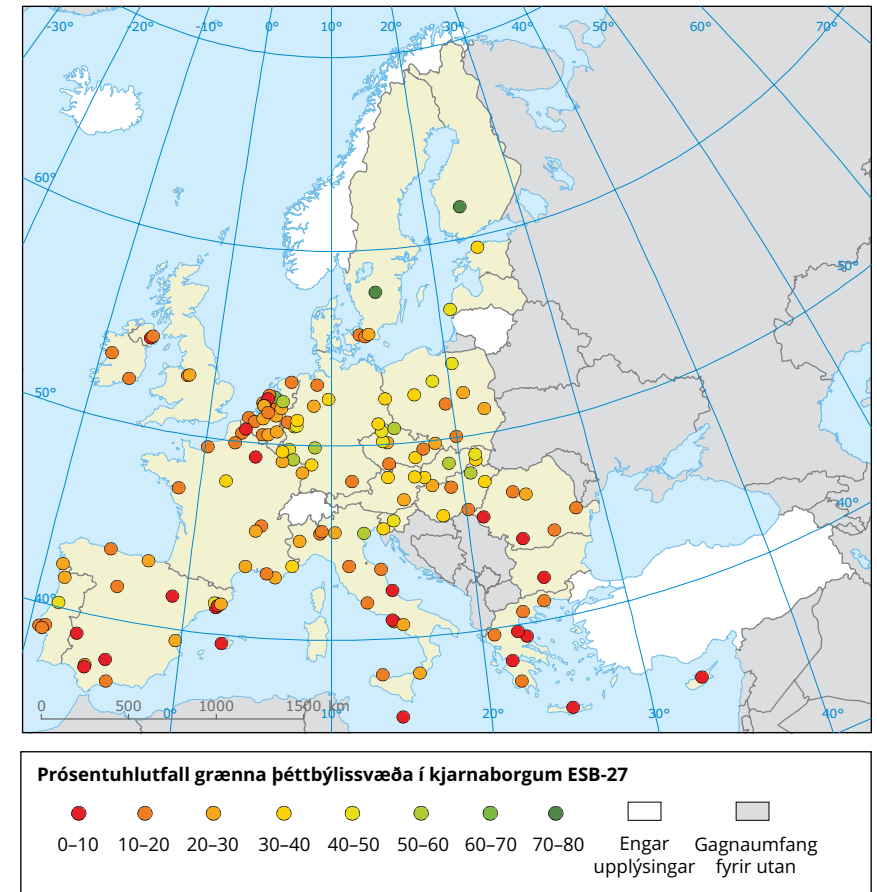 -30° -20° -10° 0° 10° 20° 30° 40° 50° 60° 70°
60°
50°
50°
40°
40°
0 500 1000 1500 km
0° 10° 20° 30° 40°
Prósentuhlutfall grænna þéttbýlissvæða í kjarnaborgum ESB-27
0–10 10–20 20–30 30–40 40–50 50–60 60–70 70–80 Engar Gagnaumfang
upplýsingar fyrir utan